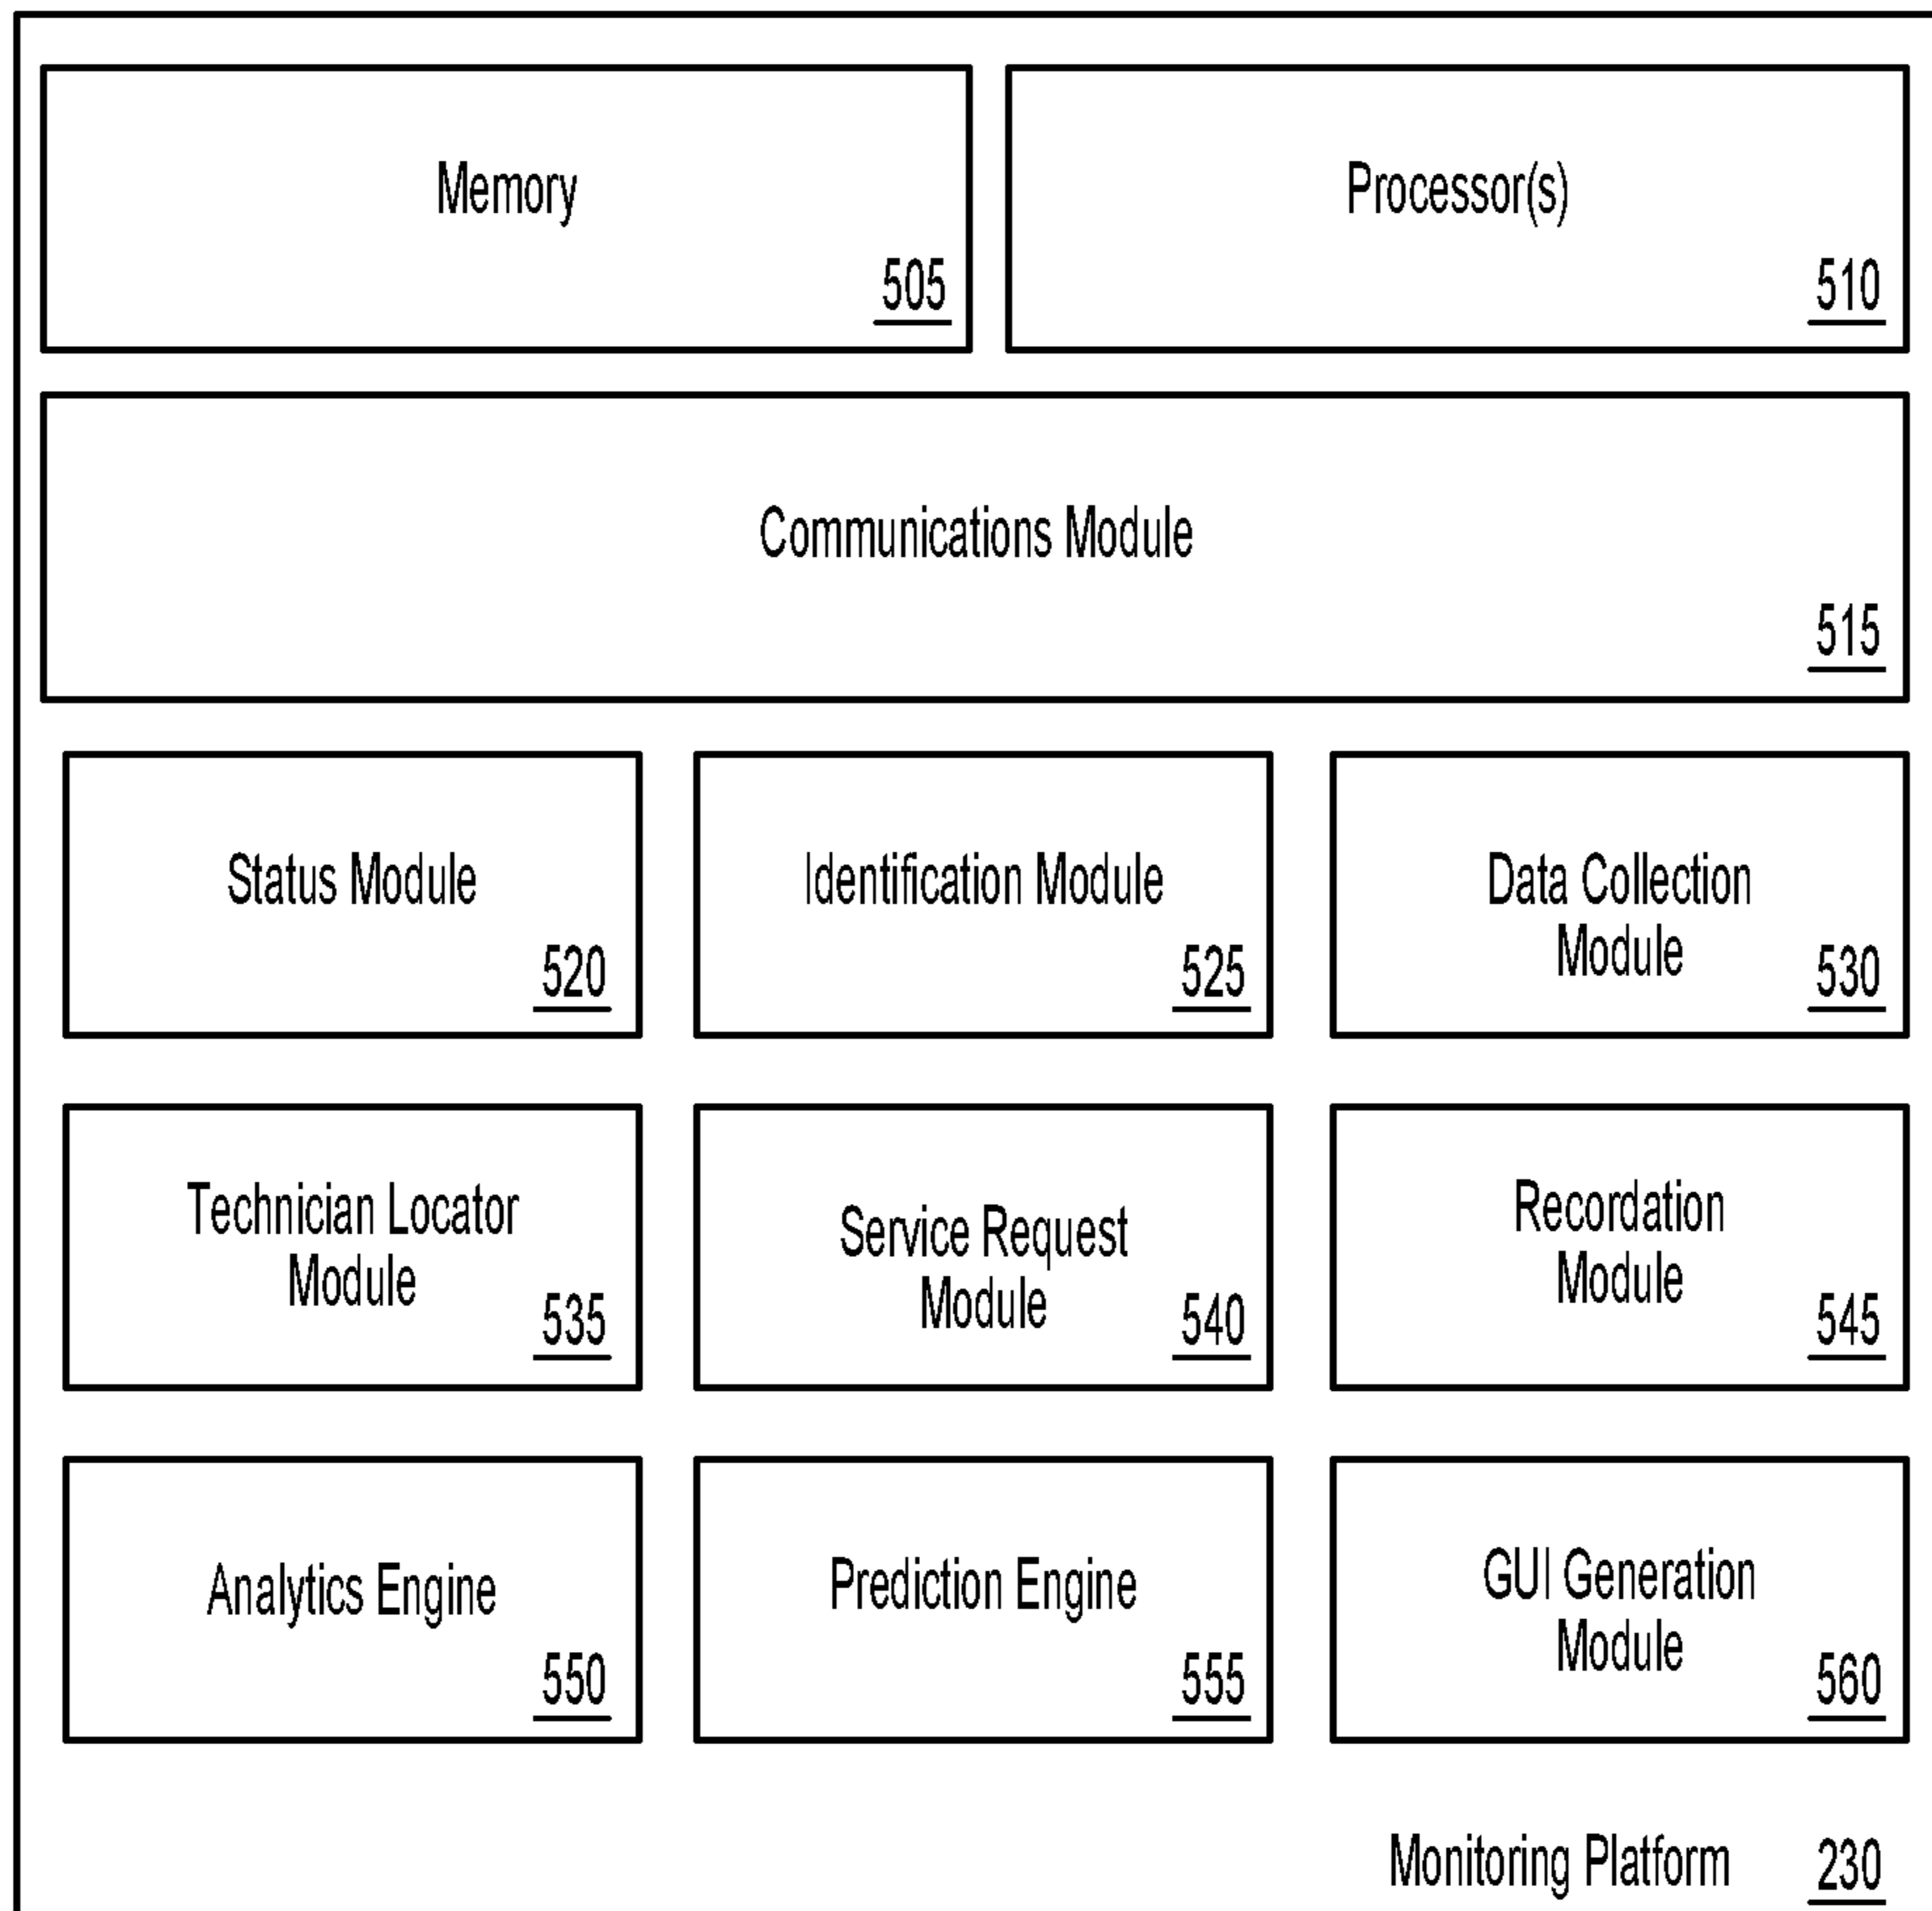 Memory
505
Processor(s)
510
Communications Module
515
Status Module
520
Identification Module
525
Data Collection
Module
530
Technician Locator
Module
535
Service Request
Module
540
Recordation
Module
545
Analytics Engine
550
Prediction Engine
555
GUI Generation
Module
560
Monitoring Platform 230